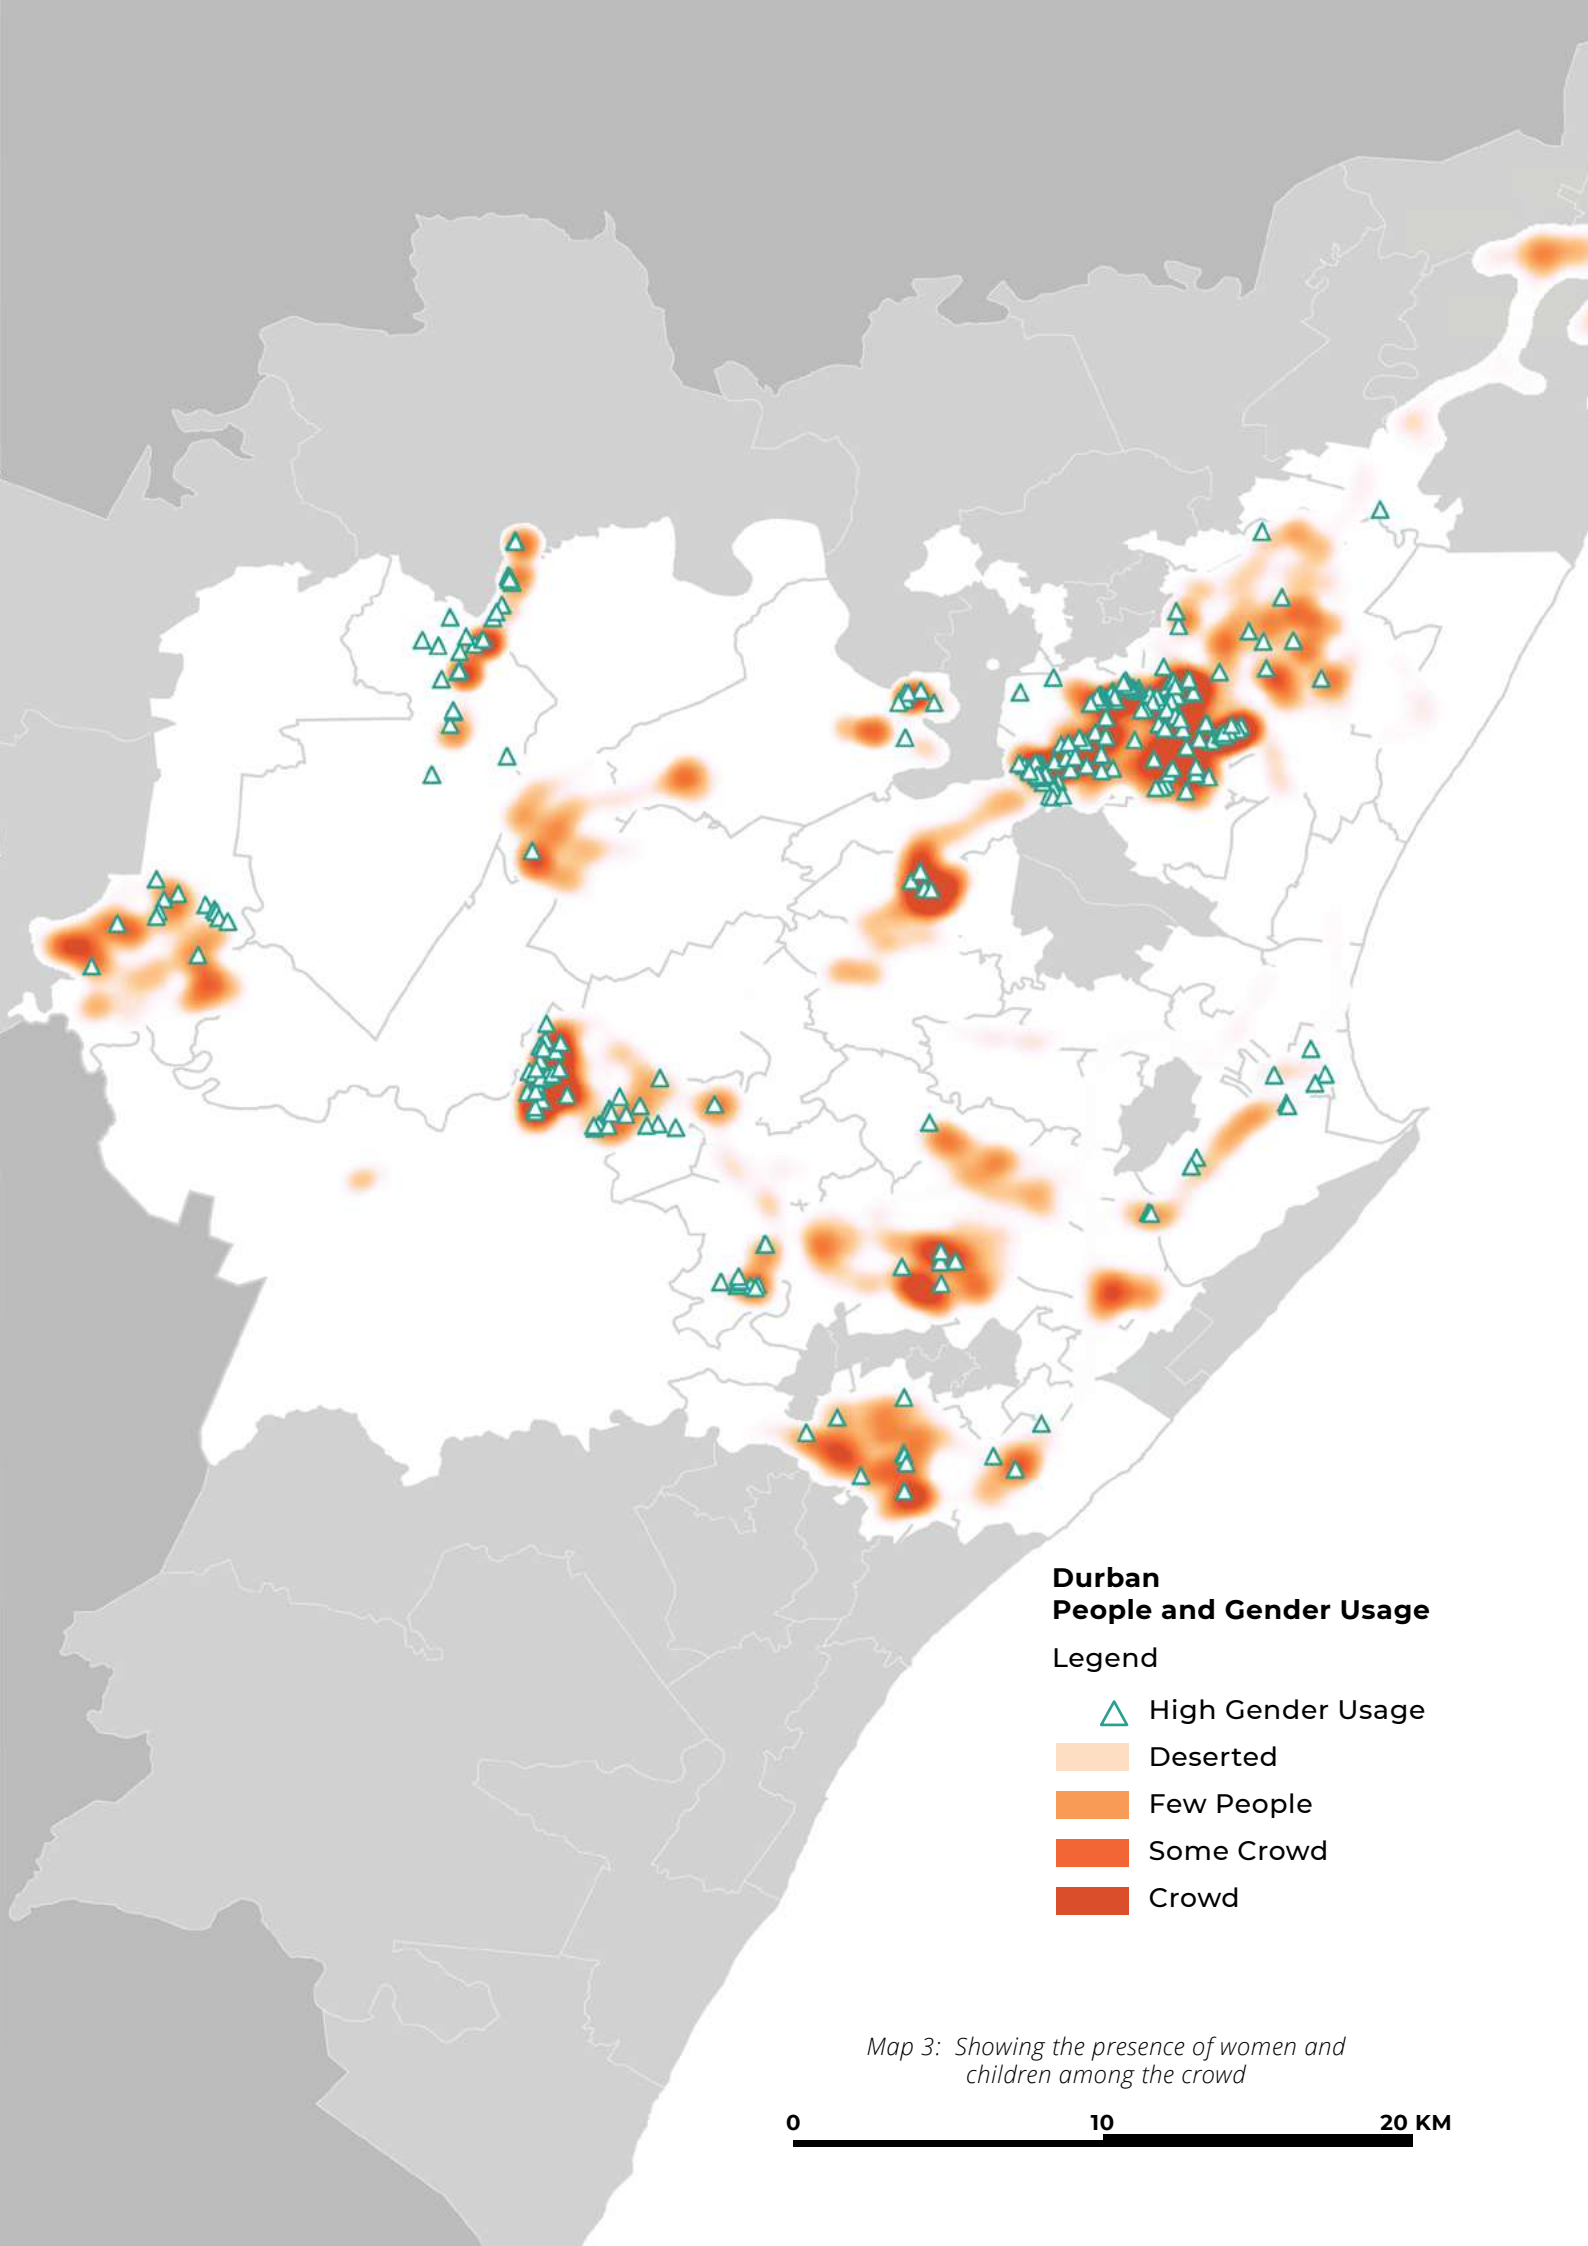 Durban
People and Gender Usage
Legend
High Gender Usage
Deserted
Few People
Some Crowd
Crowd
Map 3: Showing the presence of women and
children among the crowd
0 10 20 KM